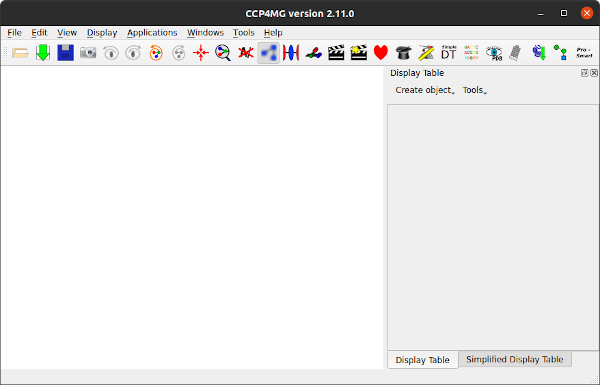 CCP4MG version 2.11.0
File Edit View Display Applications Windows Tools Help
Simple DT PDB Pro - Smart
Display Table
Create object Tools
Display Table Simplified Display Table